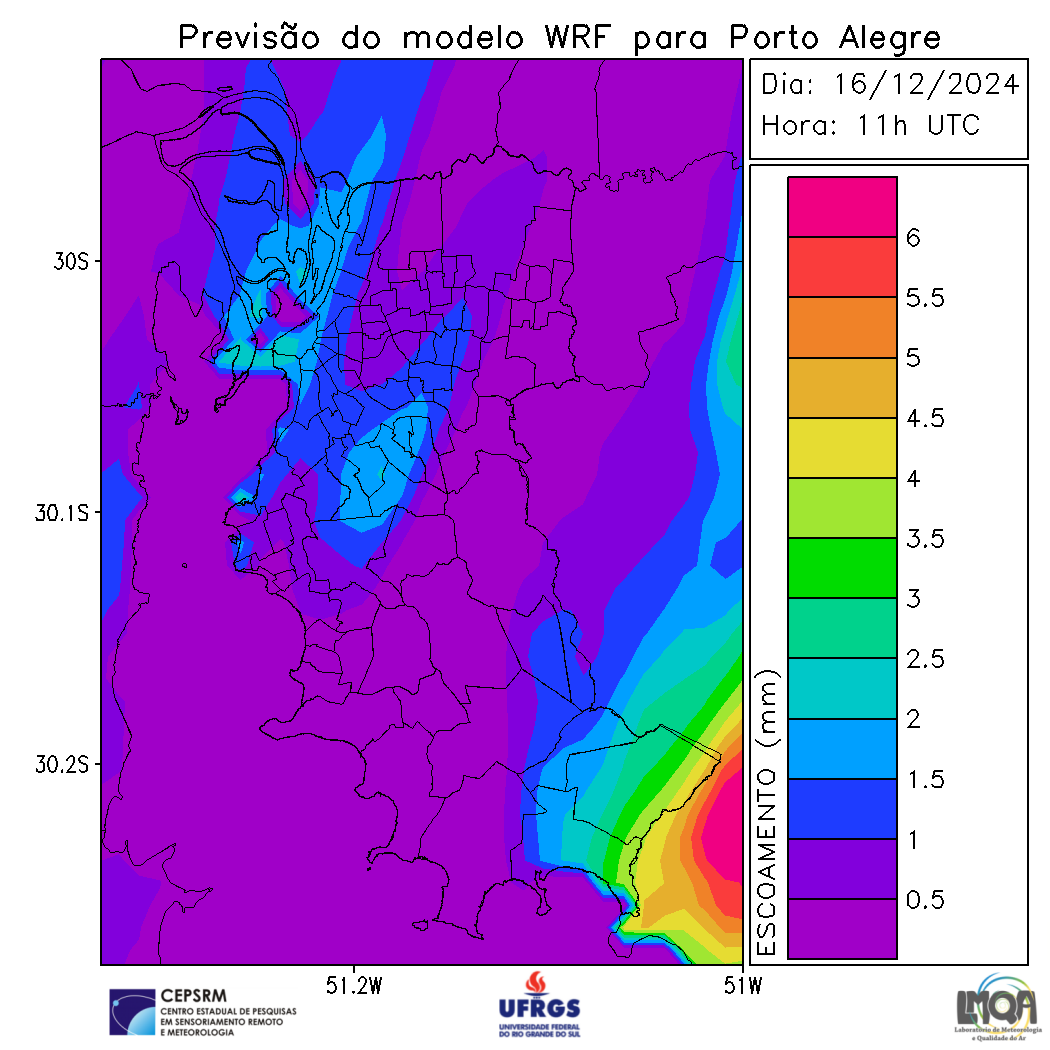 Previsão do modelo WRF para Porto Alegre
Dia: 16/12/2024
Hora: 11h UTC
30S
30.1S
30.2S
51.2W
51W
6
5.5
5
4.5
4
3.5
3
2.5
2
1.5
1
0.5
ESCOAMENTO (mm)
CEPSRM
CENTRO ESTADUAL DE PESQUISAS
EM SENSORIAMENTO REMOTO
E METEOROLOGIA
UFRGS
UNIVERSIDADE FEDERAL
DO RIO GRANDE DO SUL
LMQA
Laboratório de Meteorologia
e Qualidade do Ar